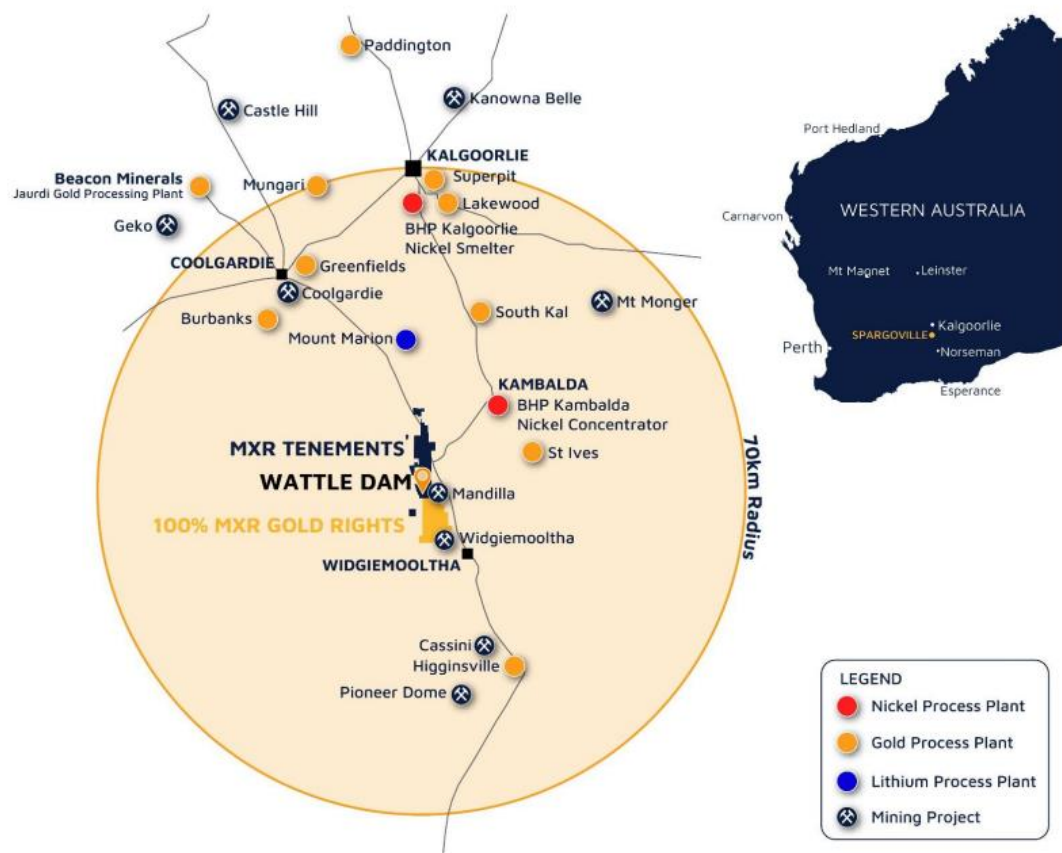 Paddington
Castle Hill
Kanowna Belle
KALGOORLIE
Beacon Minerals
Jaurdi Gold Processing Plant
Mungari
Superpit
Lakewood
Geko
BHP Kalgoorlie
Nickel Smelter
COOLGARDIE
Greenfields
Coolgardie
Burbanks
Mount Marion
South Kal
Mt Monger
KAMBALDA
BHP Kambalda
Nickel Concentrator
MXR TENEMENTS'
St Ives
WATTLE DAM
Mandilla
100% MXR GOLD RIGHTS
Widgiemooltha
WIDGIEMOOLTHA
70km Radius
Cassini
Higginsville
Pioneer Dome
Port Hedland
Carnarvon
WESTERN AUSTRALIA
Mt Magnet
Leinster
Kalgoorlie
SPARGOVILLE
Perth
Norseman
Esperance
LEGEND
Nickel Process Plant
Gold Process Plant
Lithium Process Plant
Mining Project